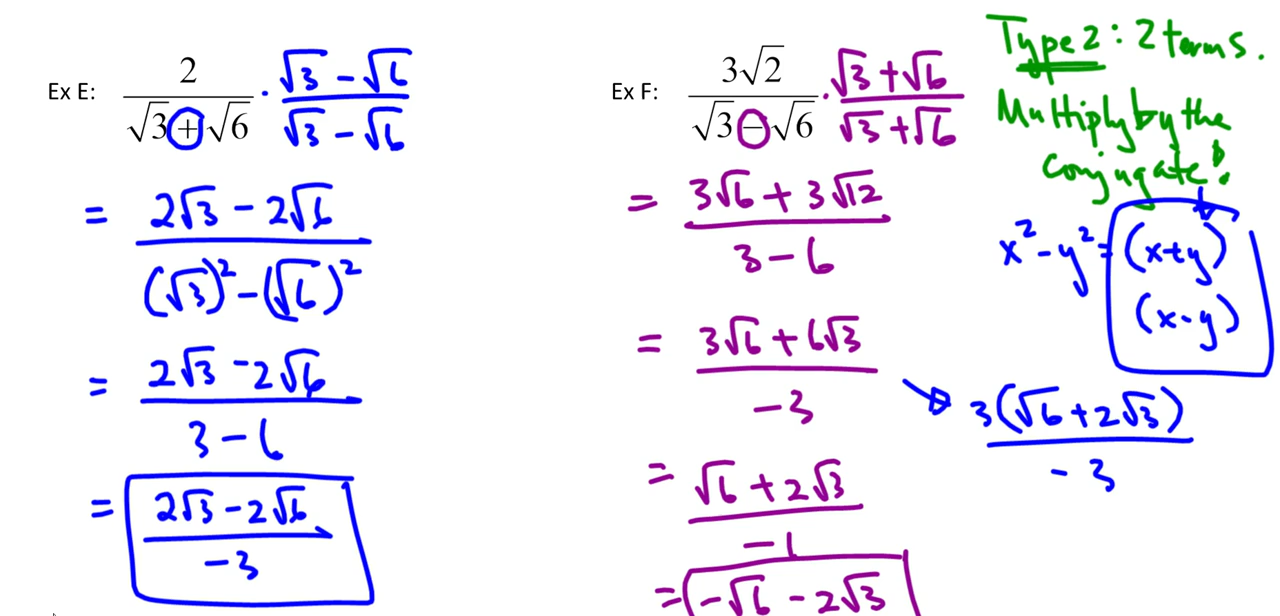 Ex E: 2/(√3 + √6) · (√3 − √6)/(√3 − √6)
= (2√3 − 2√6)/((√3)² − (√6)²)
= (2√3 − 2√6)/(3 − 6)
= (2√3 − 2√6)/(−3)
Ex F: 3√2/(√3 − √6) · (√3 + √6)/(√3 + √6)
= (3√6 + 3√12)/(3 − 6)
= (3√6 + 6√3)/(−3)
→ 3(√6 + 2√3)/(−3)
= (√6 + 2√3)/(−1)
= −√6 − 2√3
Type 2: 2 terms.
Multiply by the
conjugate!
x² − y² = (x+y)
(x−y)